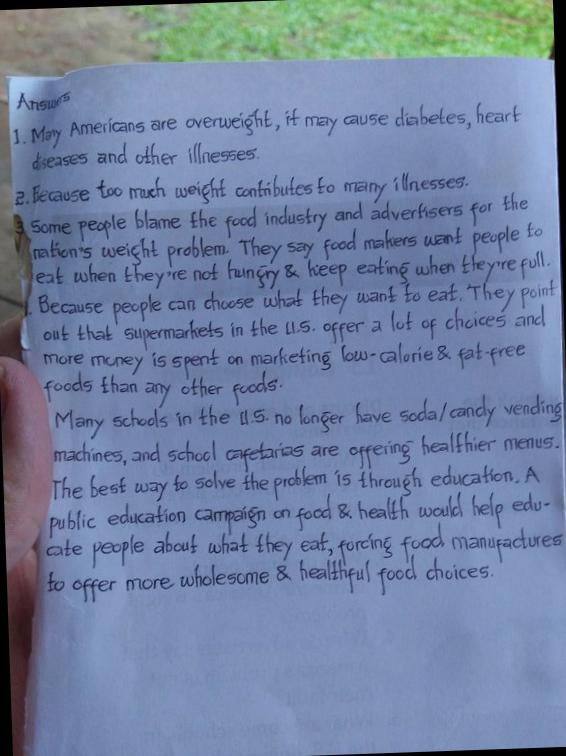 Answers
1. Many Americans are overweight, it may cause diabetes, heart
diseases and other illnesses.
2. Because too much weight contributes to many illnesses.
3. Some people blame the food industry and advertisers for the
nation's weight problem. They say food makers want people to
eat when they're not hungry & keep eating when they're full.
Because people can choose what they want to eat. They point
out that supermarkets in the U.S. offer a lot of choices and
more money is spent on marketing low-calorie & fat-free
foods than any other foods.
Many schools in the U.S. no longer have soda/candy vending
machines, and school cafetarias are offering healthier menus.
The best way to solve the problem is through education. A
public education campaign on food & health would help edu-
cate people about what they eat, forcing food manufactures
to offer more wholesome & healthful food choices.